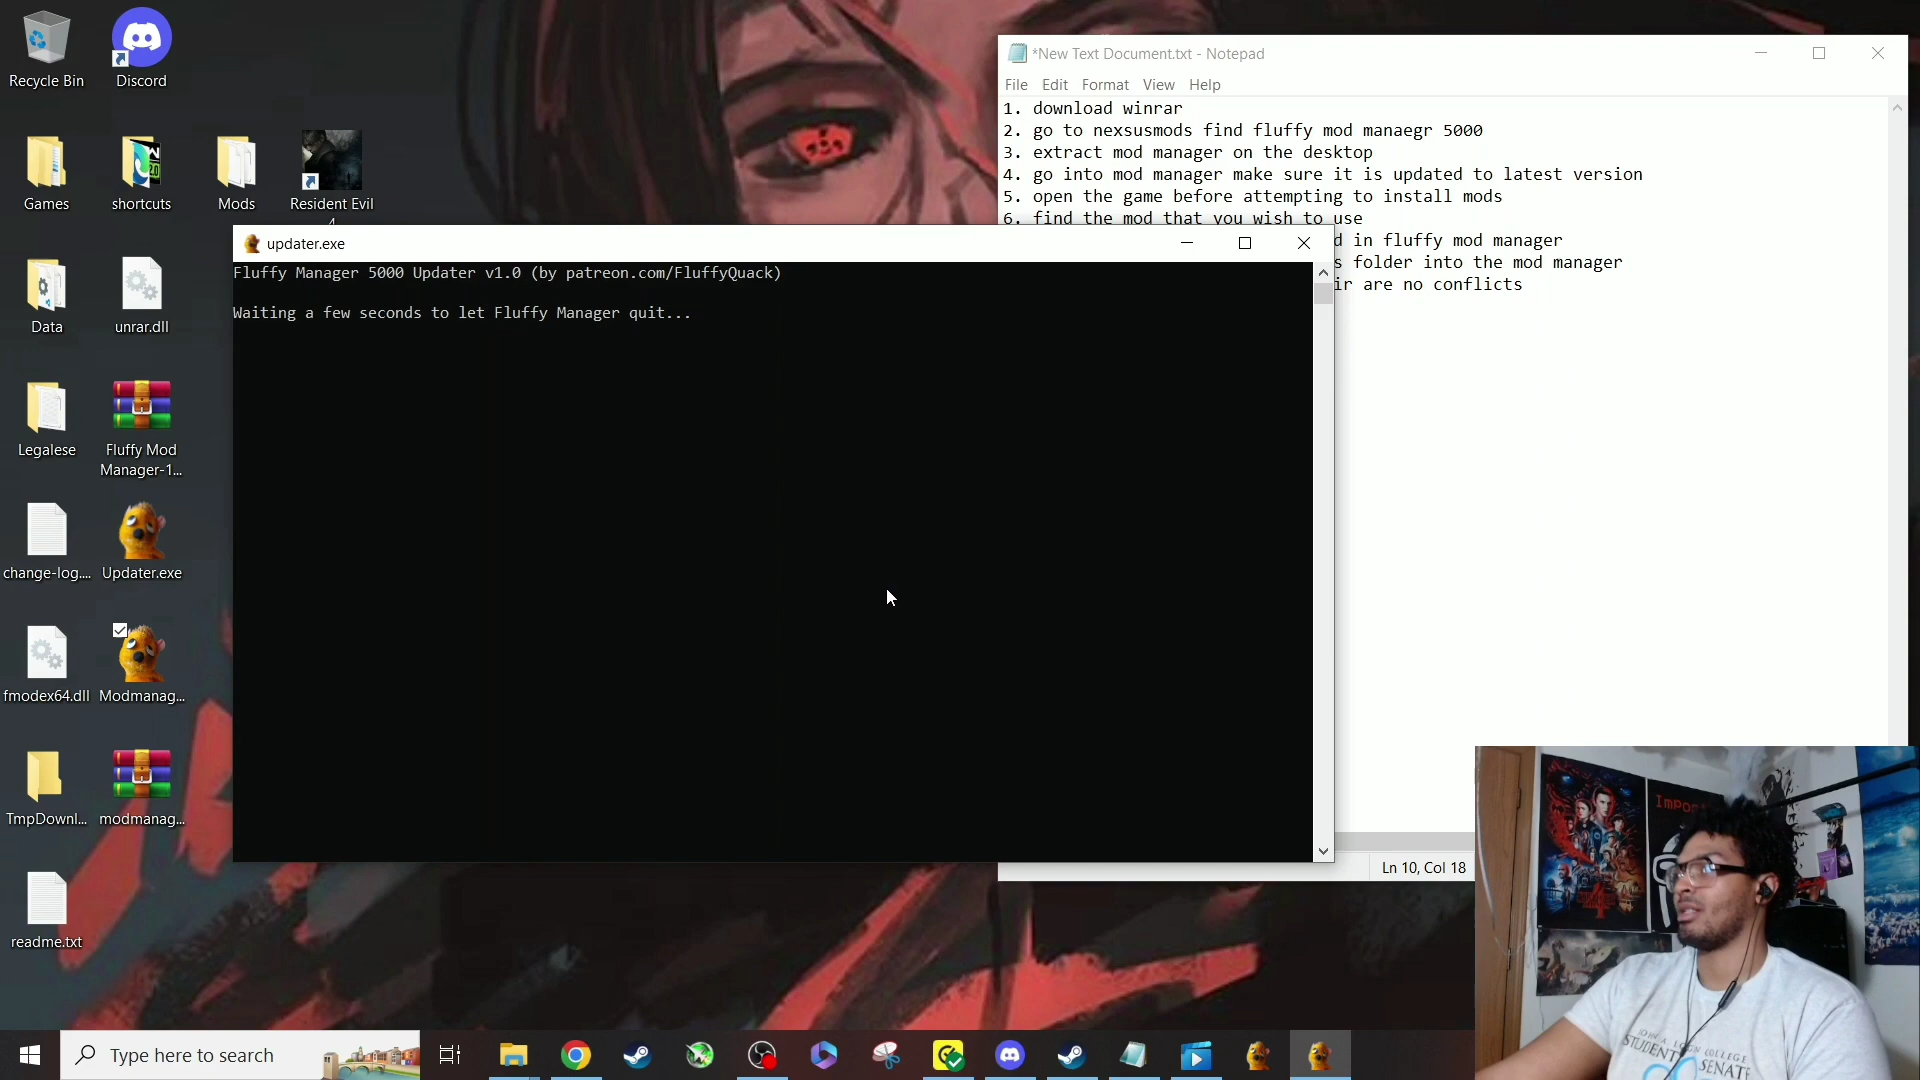 Recycle Bin
Discord
Games
shortcuts
Mods
Resident Evil
4
Data
unrar.dll
Legalese
Fluffy Mod
Manager-1...
change-log....
Updater.exe
fmodex64.dll
Modmanag...
TmpDownl...
modmanag...
readme.txt
*New Text Document.txt - Notepad
File Edit Format View Help
1. download winrar
2. go to nexsusmods find fluffy mod manaegr 5000
3. extract mod manager on the desktop
4. go into mod manager make sure it is updated to latest version
5. open the game before attempting to install mods
6. find the mod that you wish to use
d in fluffy mod manager
s folder into the mod manager
ir are no conflicts
Ln 10, Col 18
updater.exe
Fluffy Manager 5000 Updater v1.0 (by patreon.com/FluffyQuack)
Waiting a few seconds to let Fluffy Manager quit...
Type here to search
STUDENT
SENATE